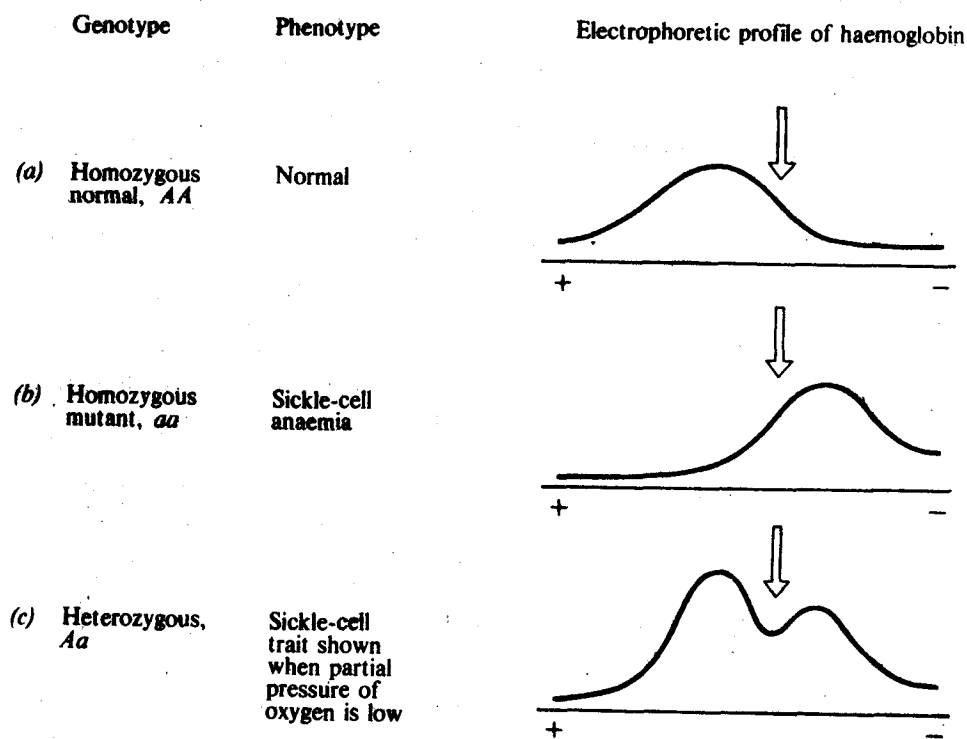 Genotype Phenotype Electrophoretic profile of haemoglobin
(a) Homozygous Normal
normal, AA
+ −
(b) Homozygous Sickle-cell
mutant, aa anaemia
+ −
(c) Heterozygous, Sickle-cell
Aa trait shown
when partial
pressure of
oxygen is low
+ −